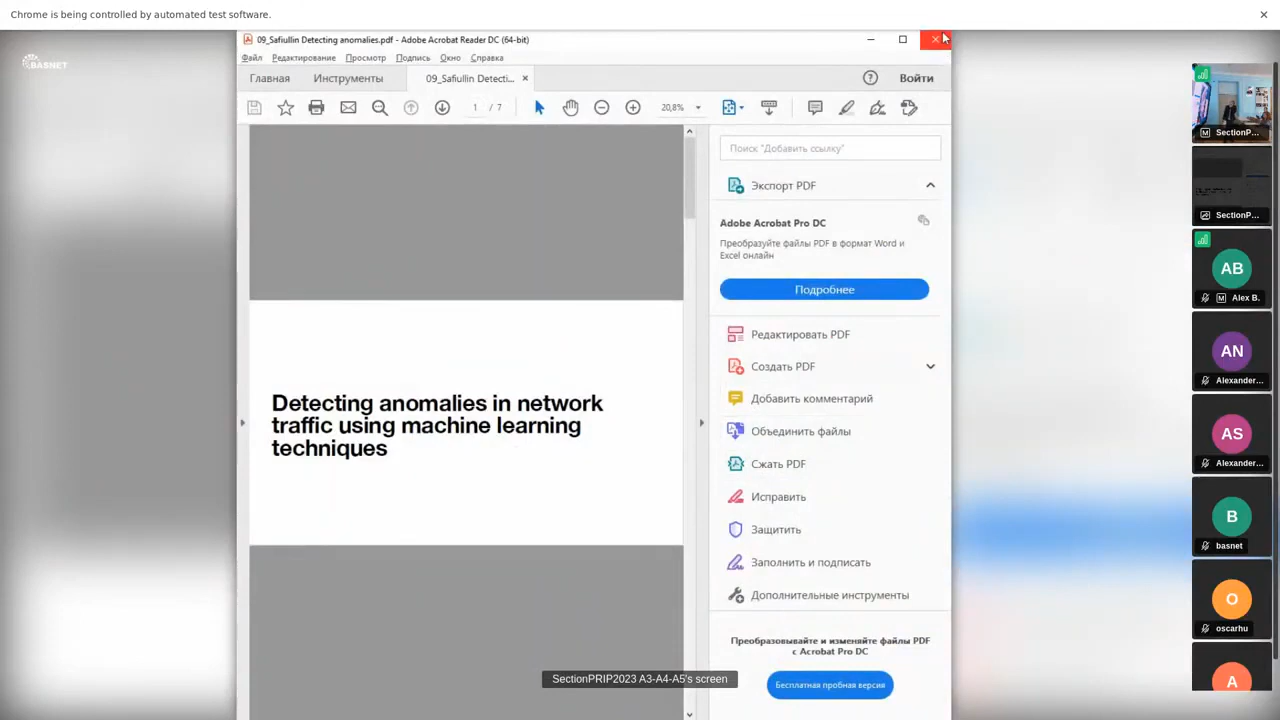 Chrome is being controlled by automated test software.
09_Safiullin Detecting anomalies.pdf - Adobe Acrobat Reader DC (64-bit)
Файл Редактирование Просмотр Подпись Окно Справка
Главная Инструменты 09_Safiullin Detecti... Войти
1 / 7 20,8%
BASNET
Поиск "Добавить ссылку"
Экспорт PDF
Adobe Acrobat Pro DC
Преобразуйте файлы PDF в формат Word и
Excel онлайн
Подробнее
Редактировать PDF
Создать PDF
Добавить комментарий
Объединить файлы
Сжать PDF
Исправить
Защитить
Заполнить и подписать
Дополнительные инструменты
Преобразовывайте и изменяйте файлы PDF
с Acrobat Pro DC
Бесплатная пробная версия
Detecting anomalies in network
traffic using machine learning
techniques
SectionPRIP2023 A3-A4-A5's screen
SectionP...
SectionP...
AB
Alex B.
AN
Alexander...
AS
Alexander...
B
basnet
O
oscarhu
A